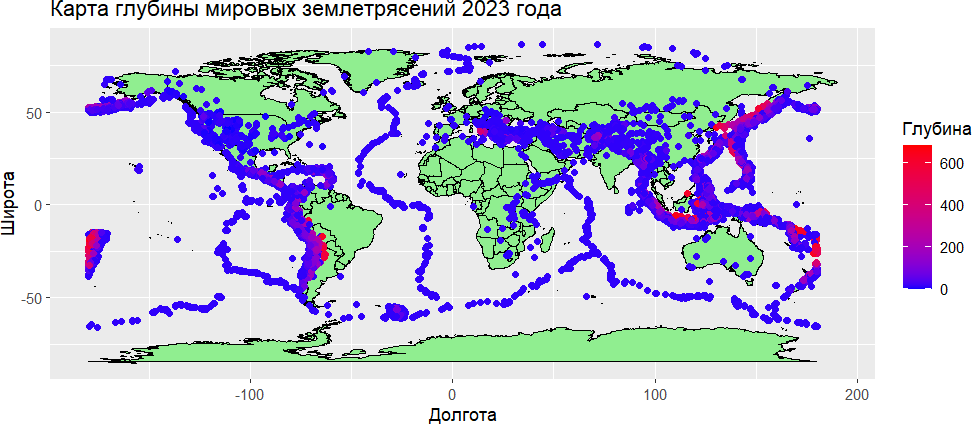 Карта глубины мировых землетрясений 2023 года
Широта
50
0
-50
-100
0
100
200
Долгота
Глубина
600
400
200
0